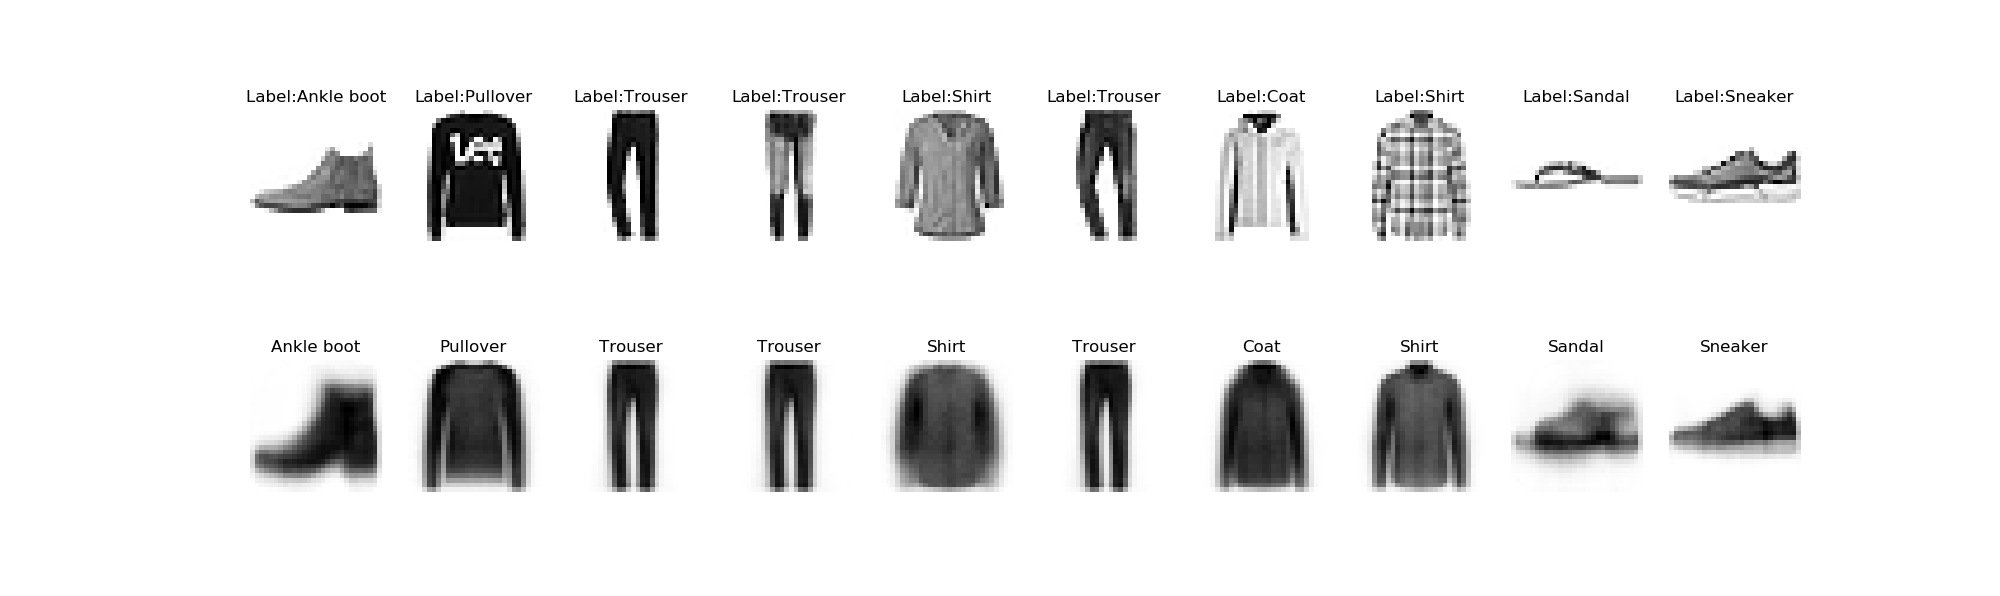 Label:Ankle boot Label:Pullover Label:Trouser Label:Trouser Label:Shirt Label:Trouser Label:Coat Label:Shirt Label:Sandal Label:Sneaker
Lee
Ankle boot Pullover Trouser Trouser Shirt Trouser Coat Shirt Sandal Sneaker